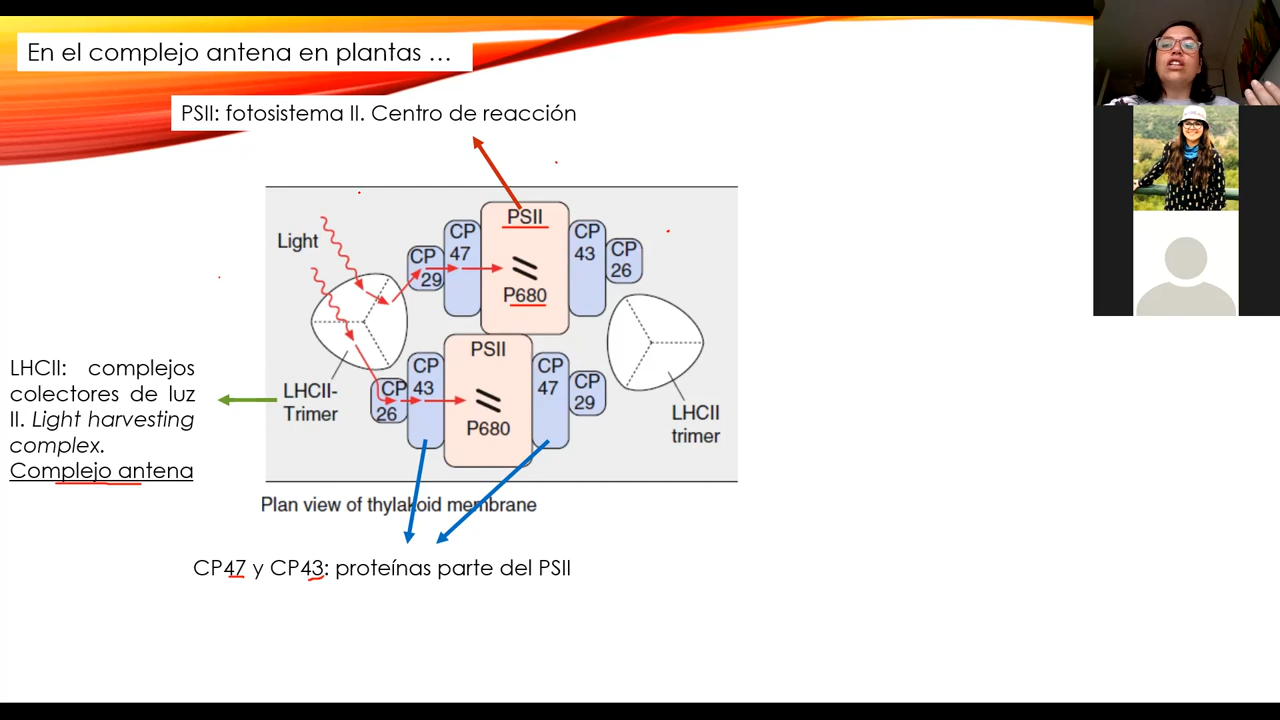 En el complejo antena en plantas …
PSII: fotosistema II. Centro de reacción
Light
CP
29
CP
47
PSII
P680
CP
43
CP
26
LHCII-
Trimer
CP
26
CP
43
PSII
P680
CP
47
CP
29
LHCII
trimer
LHCII: complejos
colectores de luz
II. Light harvesting
complex.
Complejo antena
Plan view of thylakoid membrane
CP47 y CP43: proteínas parte del PSII